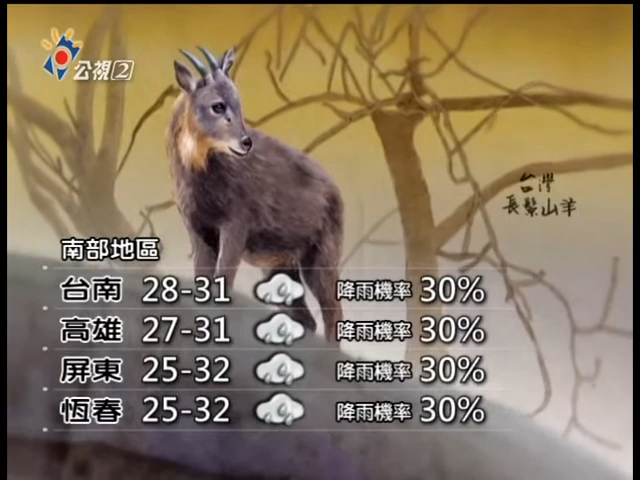 公視2
台灣
長鬃山羊
南部地區
台南 28-31 降雨機率 30%
高雄 27-31 降雨機率 30%
屏東 25-32 降雨機率 30%
恆春 25-32 降雨機率 30%